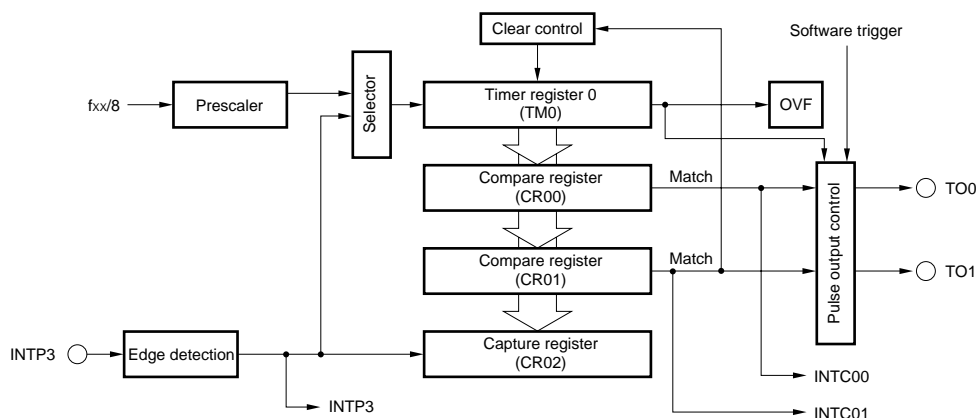 Clear control
Software trigger
fxx/8
Prescaler
Selector
Timer register 0
(TM0)
OVF
Compare register
(CR00)
Match
TO0
Compare register
(CR01)
Match
Pulse output control
TO1
INTP3
Edge detection
Capture register
(CR02)
INTC00
INTP3
INTC01